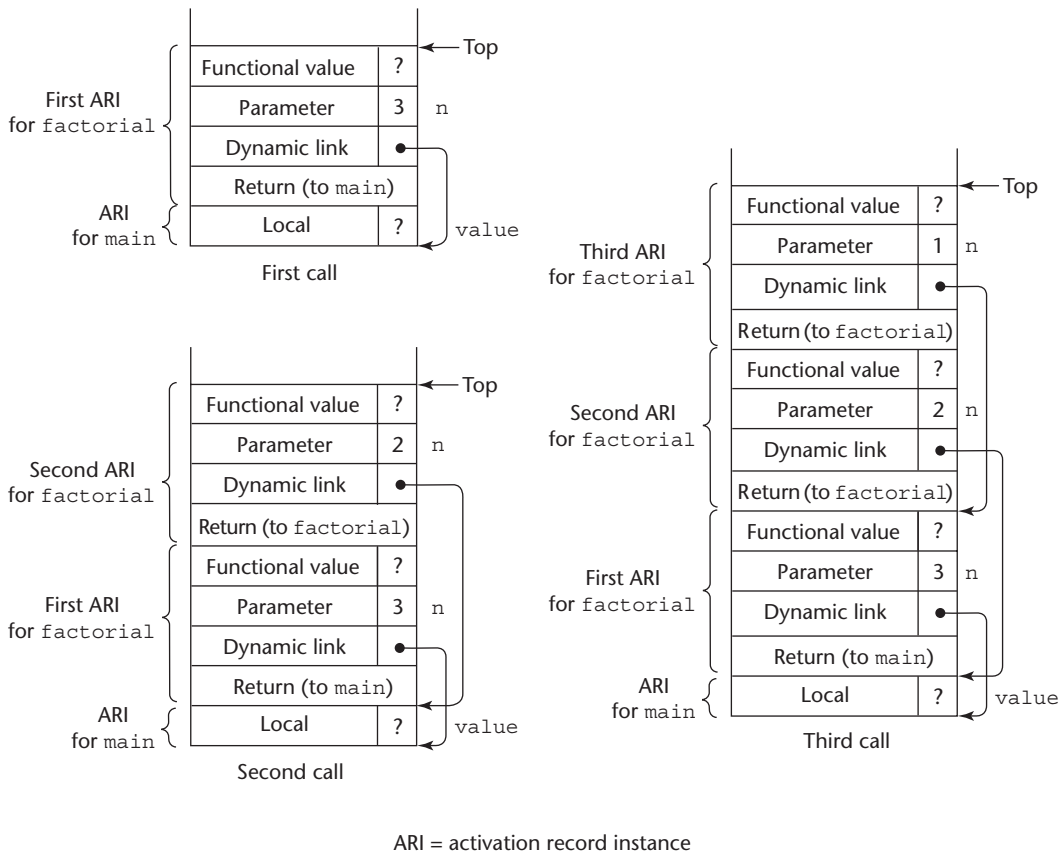 Top
Functional value ?
First ARI
for factorial
Parameter 3 n
Dynamic link
Return (to main)
ARI
for main
Local ? value
First call
Top
Functional value ?
Second ARI
for factorial
Parameter 2 n
Dynamic link
Return (to factorial)
Functional value ?
First ARI
for factorial
Parameter 3 n
Dynamic link
Return (to main)
ARI
for main
Local ? value
Second call
Top
Functional value ?
Third ARI
for factorial
Parameter 1 n
Dynamic link
Return (to factorial)
Functional value ?
Second ARI
for factorial
Parameter 2 n
Dynamic link
Return (to factorial)
Functional value ?
First ARI
for factorial
Parameter 3 n
Dynamic link
Return (to main)
ARI
for main
Local ? value
Third call
ARI = activation record instance